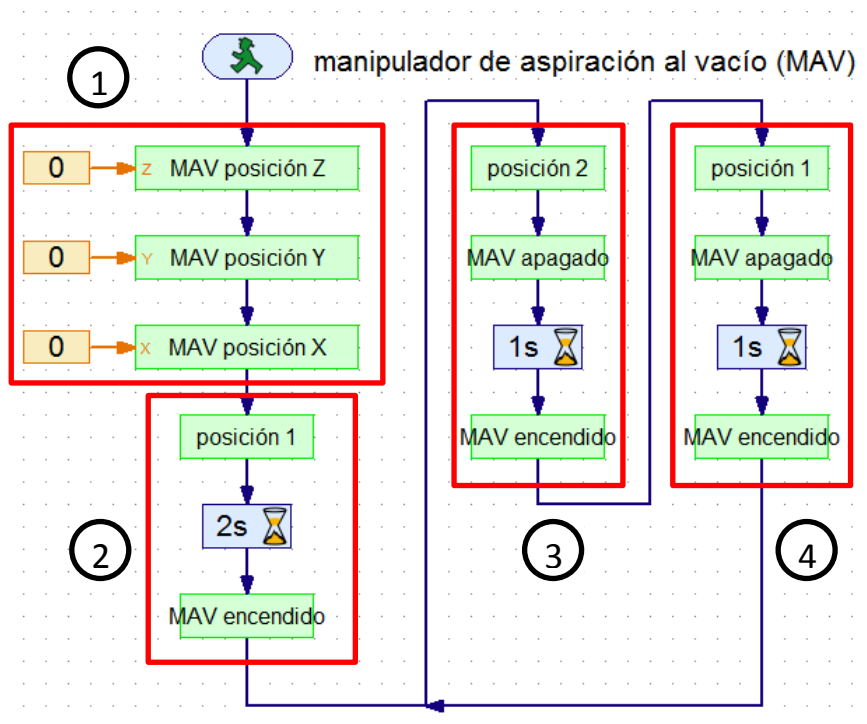 manipulador de aspiración al vacío (MAV)
1
0
Z
MAV posición Z
0
Y
MAV posición Y
0
X
MAV posición X
2
posición 1
2s
MAV encendido
3
posición 2
MAV apagado
1s
MAV encendido
4
posición 1
MAV apagado
1s
MAV encendido